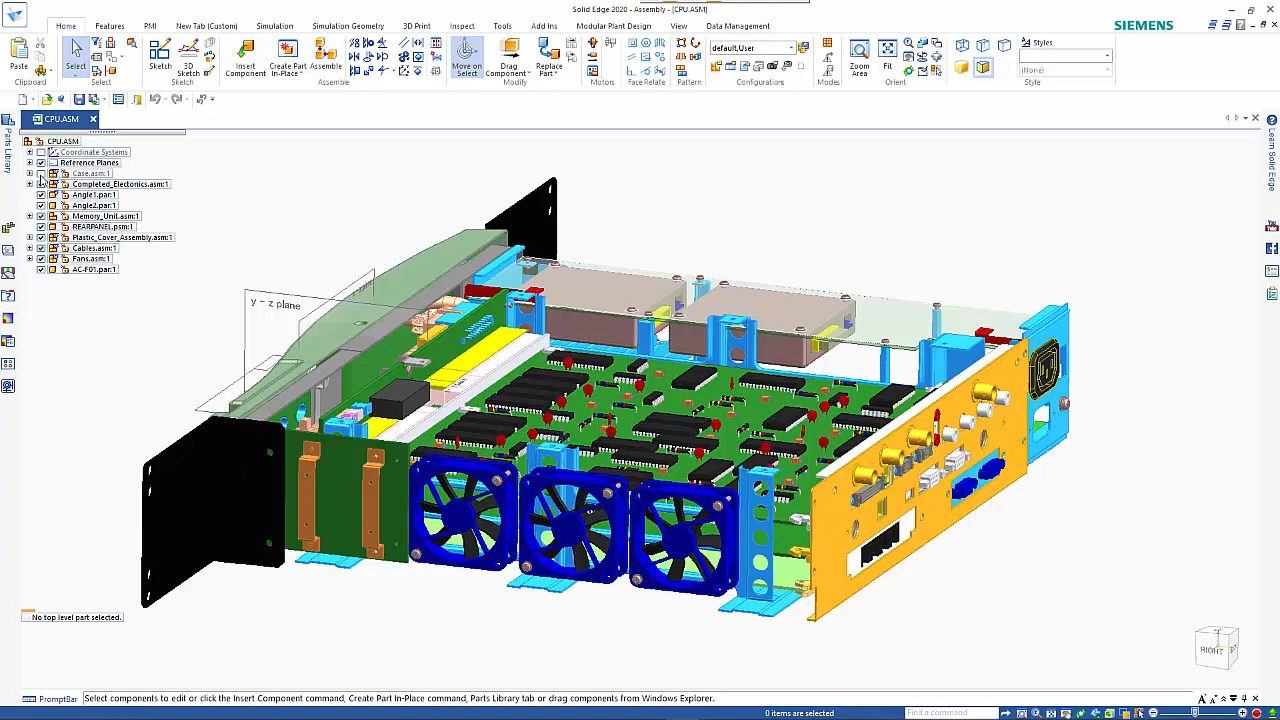 Solid Edge 2020 - Assembly - [CPU.ASM]
Home Features PMI New Tab (Custom) Simulation Simulation Geometry 3D Print Inspect Tools Add Ins Modular Plant Design View Data Management
SIEMENS
Paste
Select
Sketch
3D Sketch
Insert Component
Create Part In-Place
Assemble
Move on Select
Drag Component
Replace Part
default,User
Zoom Area
Fit
Styles
(None)
Select Sketch Assemble Modify Motors Face Relate Pattern Configurations Modes Orient Style
CPU.ASM
Parts Library
Learn Solid Edge
CPU.ASM
Coordinate Systems
Reference Planes
Case.asm:1
Completed_Electonics.asm:1
Angle1.par:1
Angle2.par:1
Memory_Unit.asm:1
REARPANEL.psm:1
Plastic_Cover_Assembly.asm:1
Cables.asm:1
Fans.asm:1
AC-F01.par:1
y - z plane
No top level part selected.
RIGHT
PromptBar
Select components to edit or click the Insert Component command, Create Part In-Place command, Parts Library tab or drag components from Windows Explorer.
0 items are selected
Find a command